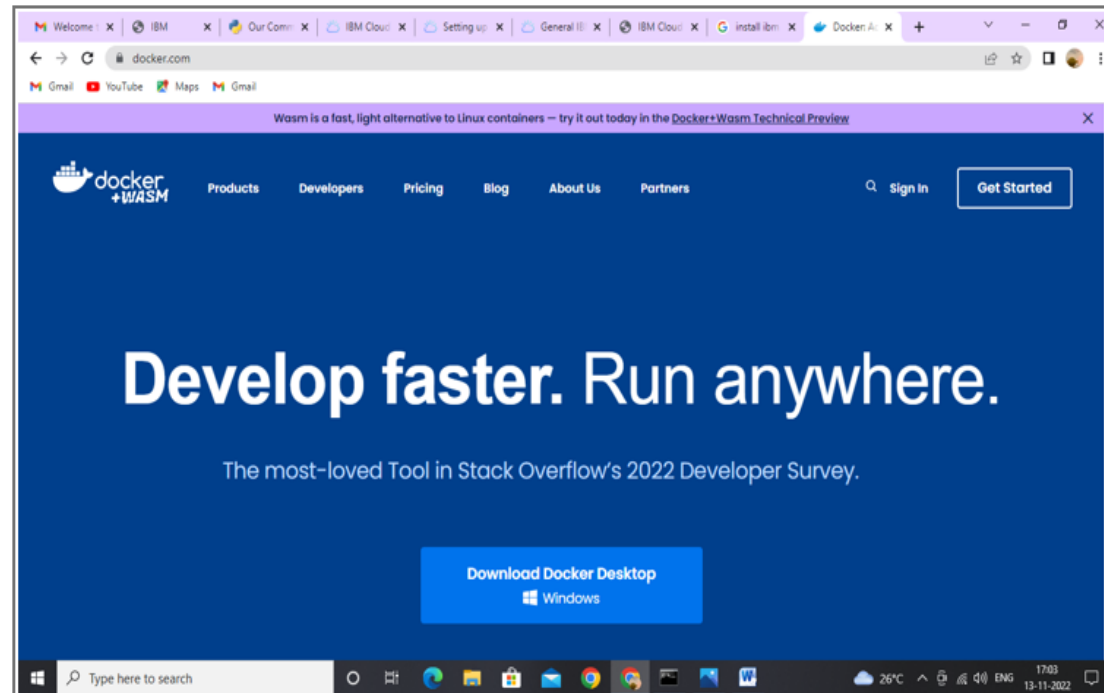 Welcome t
IBM
Our Comm
IBM Cloud
Setting up
General IB
IBM Cloud
install ibm
Docker: Ac
docker.com
Gmail
YouTube
Maps
Gmail
Wasm is a fast, light alternative to Linux containers — try it out today in the Docker+Wasm Technical Preview
docker
+WASM
Products
Developers
Pricing
Blog
About Us
Partners
Sign In
Get Started
Develop faster. Run anywhere.
The most-loved Tool in Stack Overflow's 2022 Developer Survey.
Download Docker Desktop
Windows
Type here to search
26°C
ENG
17:03
13-11-2022